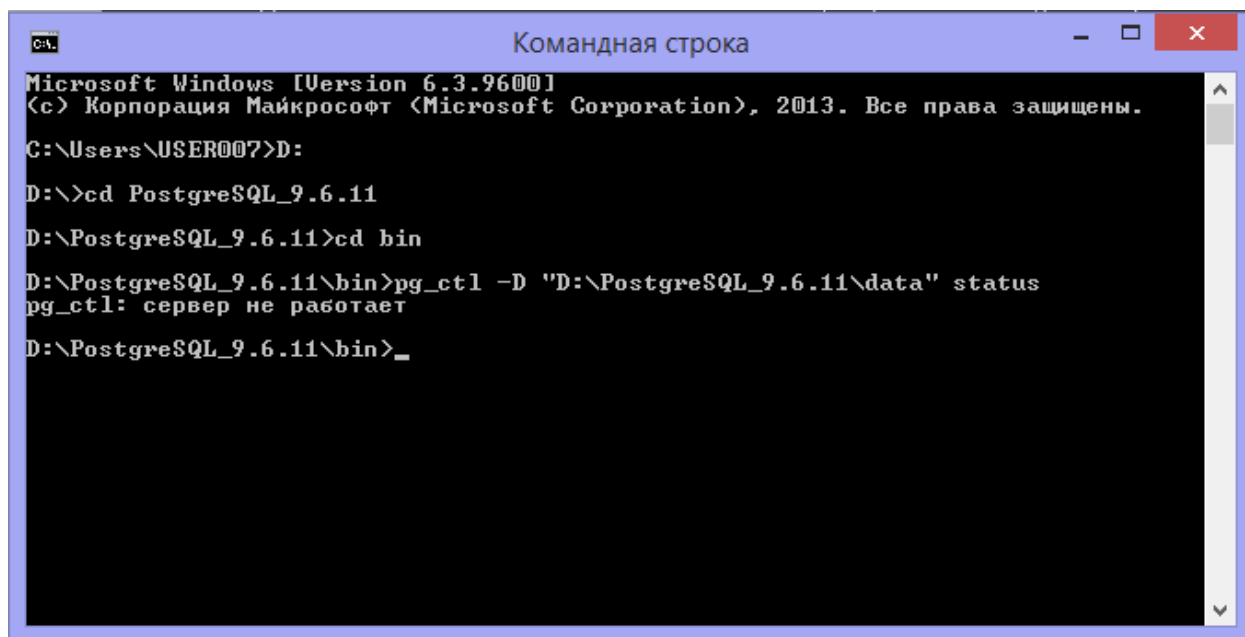 Командная строка
Microsoft Windows [Version 6.3.9600]
(c) Корпорация Майкрософт (Microsoft Corporation), 2013. Все права защищены.
C:\Users\USER007>D:
D:\>cd PostgreSQL_9.6.11
D:\PostgreSQL_9.6.11>cd bin
D:\PostgreSQL_9.6.11\bin>pg_ctl -D "D:\PostgreSQL_9.6.11\data" status
pg_ctl: сервер не работает
D:\PostgreSQL_9.6.11\bin>_